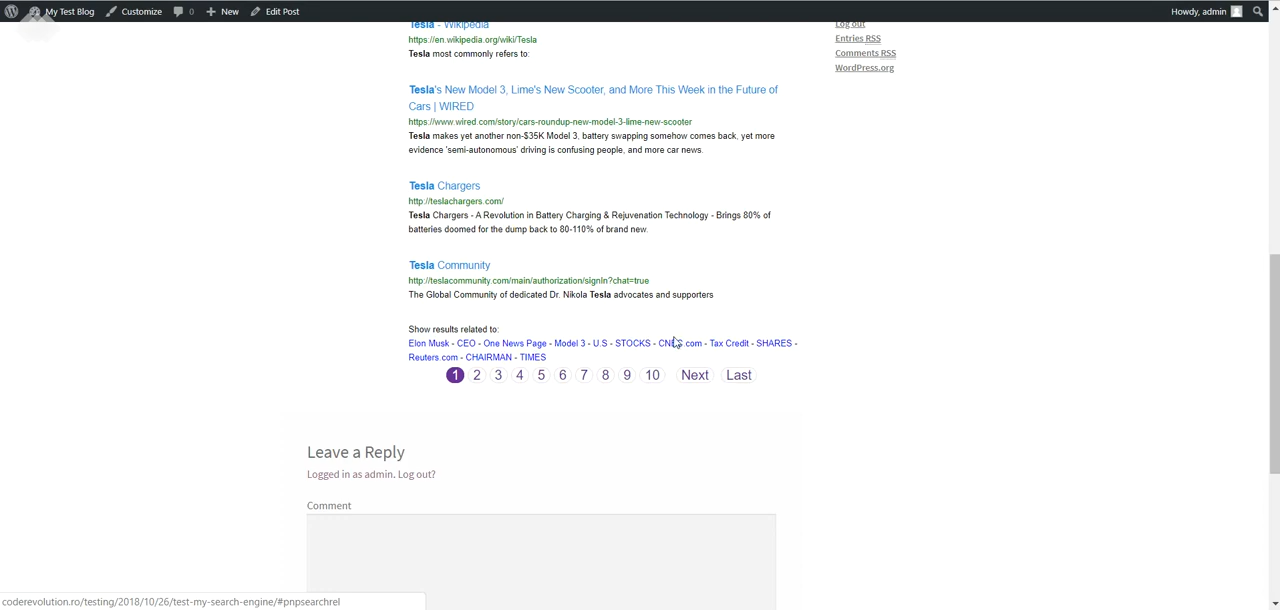 My Test Blog Customize 0 New Edit Post Howdy, admin
Tesla - Wikipedia
https://en.wikipedia.org/wiki/Tesla
Tesla most commonly refers to:
Tesla's New Model 3, Lime's New Scooter, and More This Week in the Future of
Cars | WIRED
https://www.wired.com/story/cars-roundup-new-model-3-lime-new-scooter
Tesla makes yet another non-$35K Model 3, battery swapping somehow comes back, yet more
evidence 'semi-autonomous' driving is confusing people, and more car news.
Tesla Chargers
http://teslachargers.com/
Tesla Chargers - A Revolution in Battery Charging & Rejuvenation Technology - Brings 80% of
batteries doomed for the dump back to 80-110% of brand new.
Tesla Community
http://teslacommunity.com/main/authorization/signIn?chat=true
The Global Community of dedicated Dr. Nikola Tesla advocates and supporters
Show results related to:
Elon Musk - CEO - One News Page - Model 3 - U.S - STOCKS - .com - Tax Credit - SHARES -
Reuters.com - CHAIRMAN - TIMES
1 2 3 4 5 6 7 8 9 10 Next Last
Log out
Entries RSS
Comments RSS
WordPress.org
Leave a Reply
Logged in as admin. Log out?
Comment
coderevolution.ro/testing/2018/10/26/test-my-search-engine/#pnpsearchrel